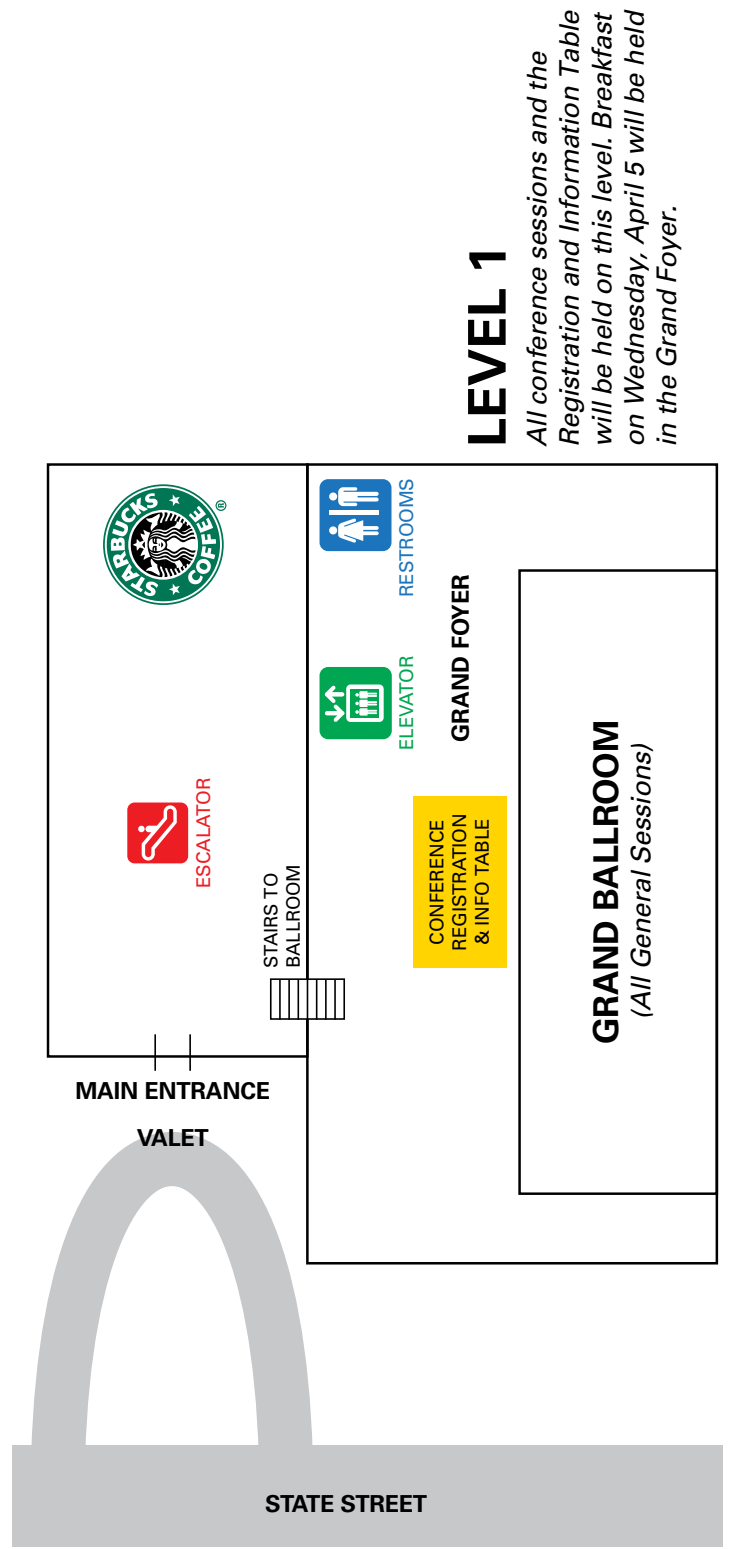 LEVEL 1
All conference sessions and the
Registration and Information Table
will be held on this level. Breakfast
on Wednesday, April 5 will be held
in the Grand Foyer.
STARBUCKS
COFFEE
®
RESTROOMS
ELEVATOR
GRAND FOYER
ESCALATOR
STAIRS TO
BALLROOM
CONFERENCE
REGISTRATION
& INFO TABLE
GRAND BALLROOM
(All General Sessions)
MAIN ENTRANCE
VALET
STATE STREET